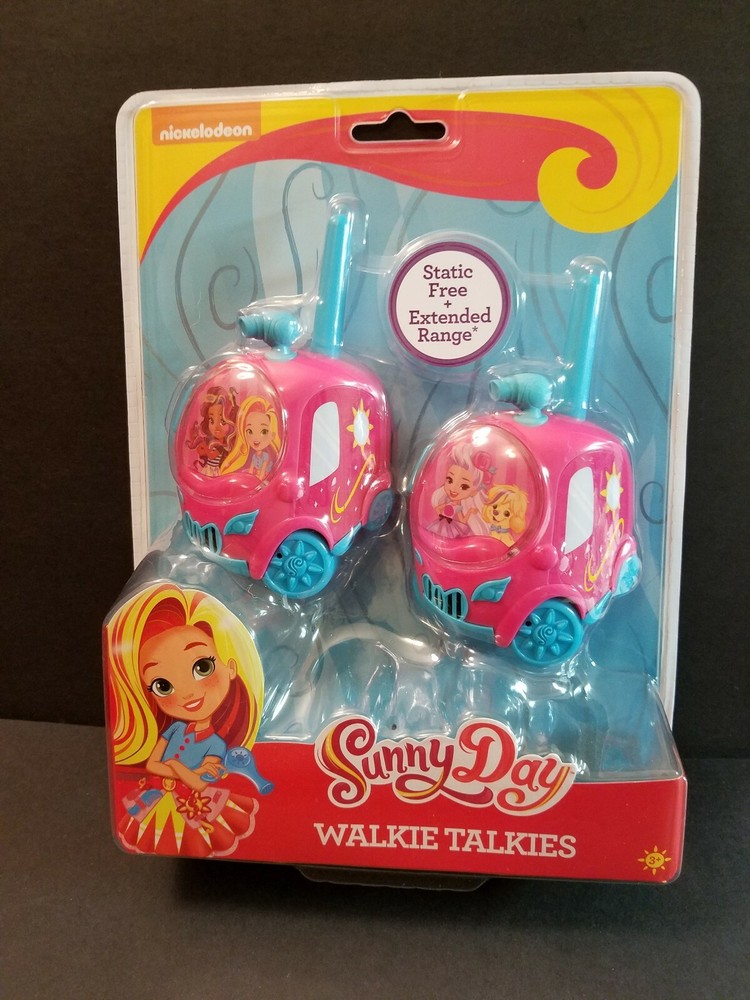 nickelodeon
Static
Free
+
Extended
Range*
Sunny Day
WALKIE TALKIES
3+